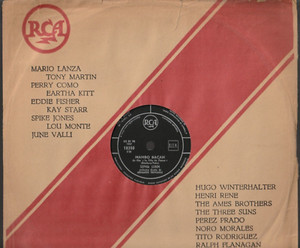 RCA
MARIO LANZA
TONY MARTIN
PERRY COMO
EARTHA KITT
EDDIE FISHER
KAY STARR
SPIKE JONES
LOU MONTE
JUNE VALLI
RCA
MAMBO BACAN
HUGO WINTERHALTER
HENRI RENE
THE AMES BROTHERS
THE THREE SUNS
PEREZ PRADO
NORO MORALES
TITO RODRIGUEZ
RALPH FLANAGAN